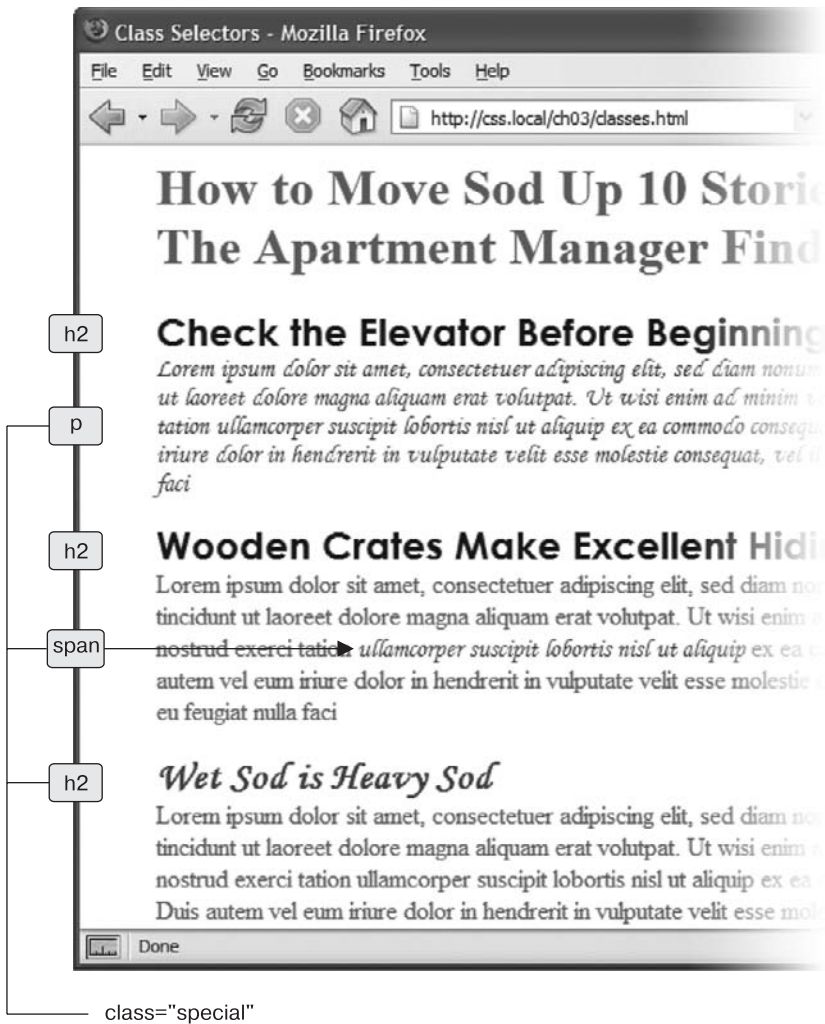 Class Selectors - Mozilla Firefox
File Edit View Go Bookmarks Tools Help
http://css.local/ch03/classes.html
How to Move Sod Up 10 Stories
The Apartment Manager Find
h2
Check the Elevator Before Beginning
Lorem ipsum dolor sit amet, consectetuer adipiscing elit, sed diam nonum
ut laoreet dolore magna aliquam erat volutpat. Ut wisi enim ad minim
p
tation ullamcorper suscipit lobortis nisl ut aliquip ex ea commodo consequ
iriure dolor in hendrerit in vulputate velit esse molestie consequat, vel
faci
h2
Wooden Crates Make Excellent Hidi
Lorem ipsum dolor sit amet, consectetuer adipiscing elit, sed diam
tincidunt ut laoreet dolore magna aliquam erat volutpat. Ut wisi enim
span
nostrud exerci tation ullamcorper suscipit lobortis nisl ut aliquip ex ea
autem vel eum iriure dolor in hendrerit in vulputate velit esse molestie
eu feugiat nulla faci
h2
Wet Sod is Heavy Sod
Lorem ipsum dolor sit amet, consectetuer adipiscing elit, sed diam
tincidunt ut laoreet dolore magna aliquam erat volutpat. Ut wisi enim
nostrud exerci tation ullamcorper suscipit lobortis nisl ut aliquip ex ea
Duis autem vel eum iriure dolor in hendrerit in vulputate velit esse
Done
class="special"